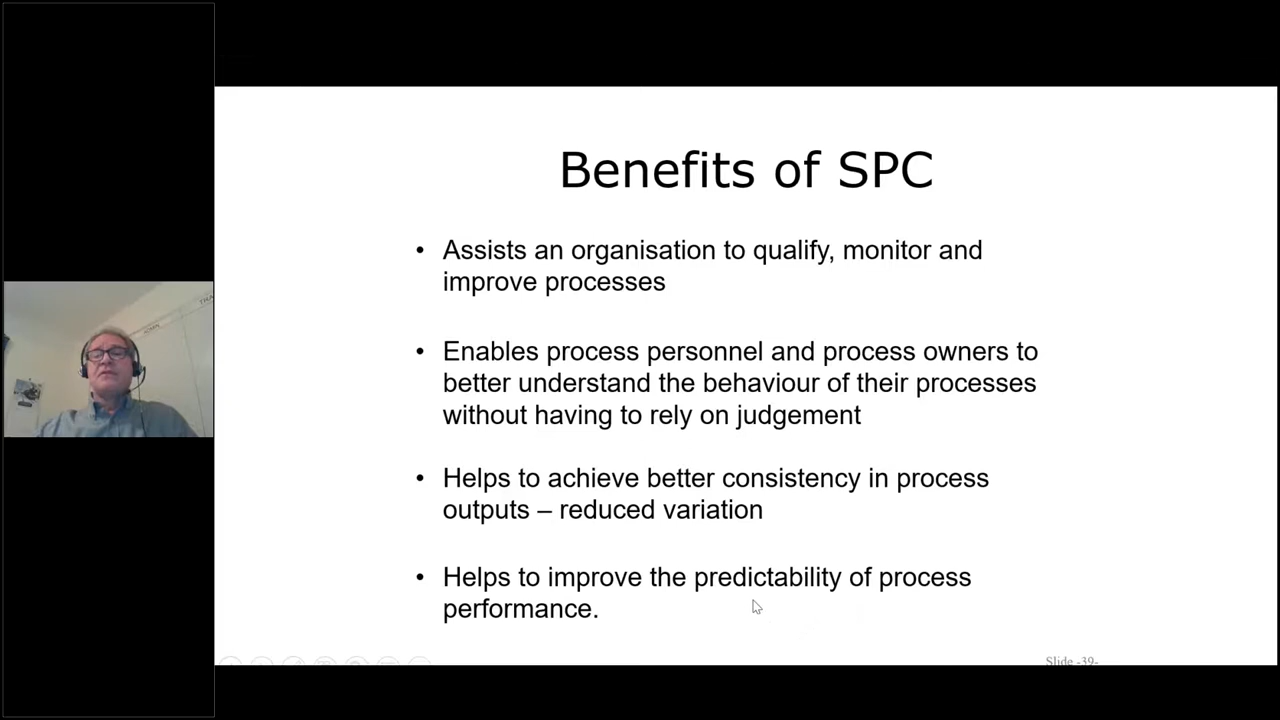 Benefits of SPC
• Assists an organisation to qualify, monitor and
improve processes
• Enables process personnel and process owners to
better understand the behaviour of their processes
without having to rely on judgement
• Helps to achieve better consistency in process
outputs – reduced variation
• Helps to improve the predictability of process
performance.
Slide -39-